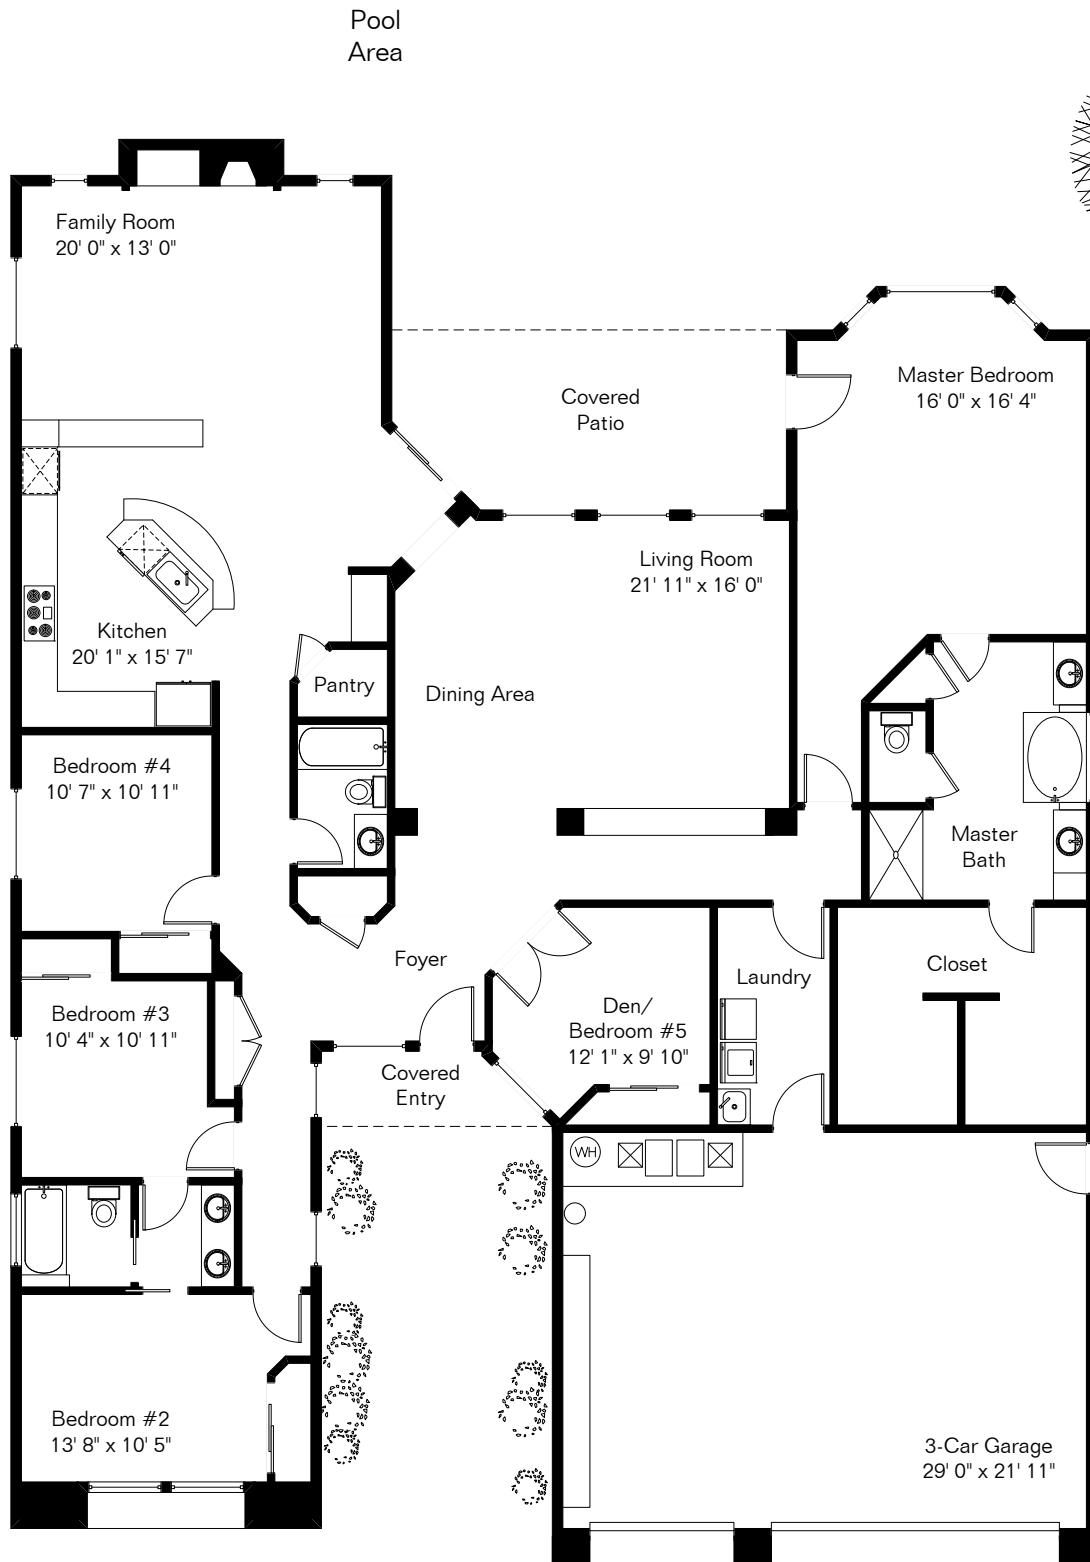 Pool
Area
Family Room
20' 0" x 13' 0"
Covered
Patio
Master Bedroom
16' 0" x 16' 4"
Living Room
21' 11" x 16' 0"
Kitchen
20' 1" x 15' 7"
Pantry
Dining Area
Bedroom #4
10' 7" x 10' 11"
Master
Bath
Foyer
Laundry
Closet
Bedroom #3
10' 4" x 10' 11"
Den/
Bedroom #5
12' 1" x 9' 10"
Covered
Entry
WH
Bedroom #2
13' 8" x 10' 5"
3-Car Garage
29' 0" x 21' 11"